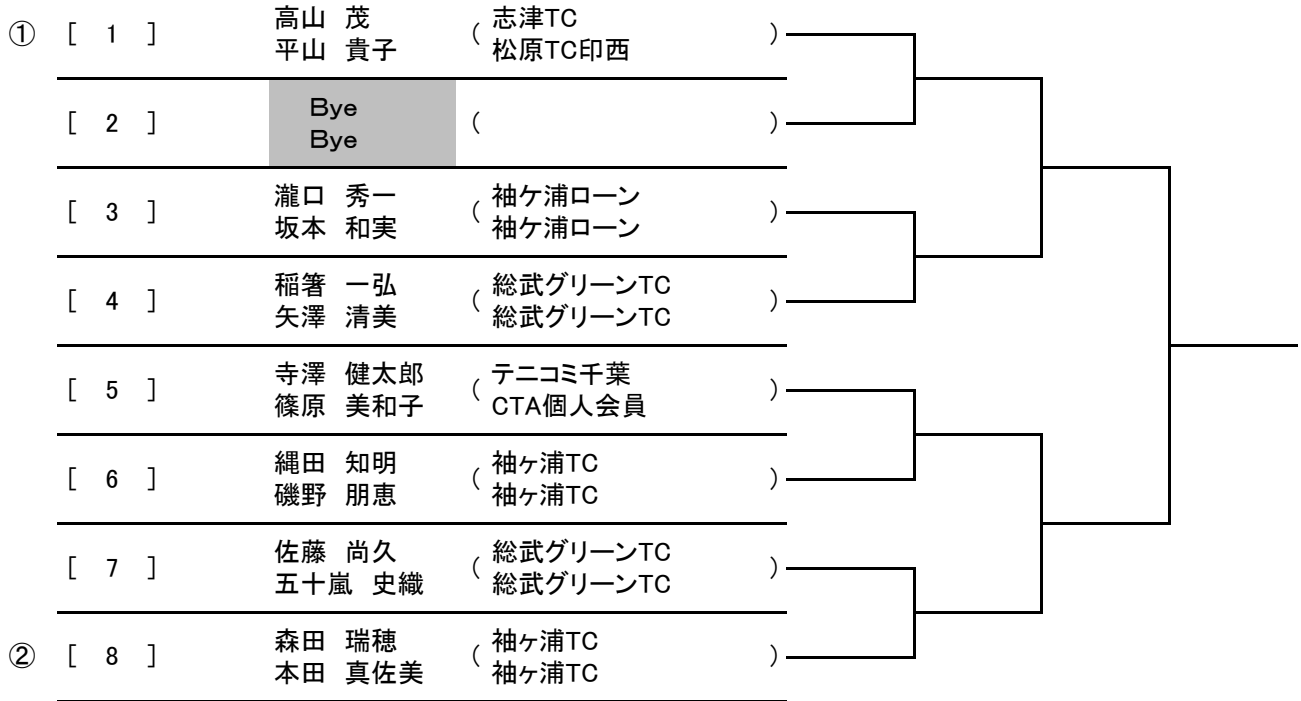 ① [ 1 ] 高山 茂 ( 志津TC )
平山 貴子 松原TC印西
[ 2 ] Bye ( )
Bye
[ 3 ] 瀧口 秀一 ( 袖ケ浦ローン )
坂本 和実 袖ケ浦ローン
[ 4 ] 稲箸 一弘 ( 総武グリーンTC )
矢澤 清美 総武グリーンTC
[ 5 ] 寺澤 健太郎 ( テニコミ千葉 )
篠原 美和子 CTA個人会員
[ 6 ] 縄田 知明 ( 袖ヶ浦TC )
磯野 朋恵 袖ヶ浦TC
[ 7 ] 佐藤 尚久 ( 総武グリーンTC )
五十嵐 史織 総武グリーンTC
② [ 8 ] 森田 瑞穂 ( 袖ヶ浦TC )
本田 真佐美 袖ヶ浦TC